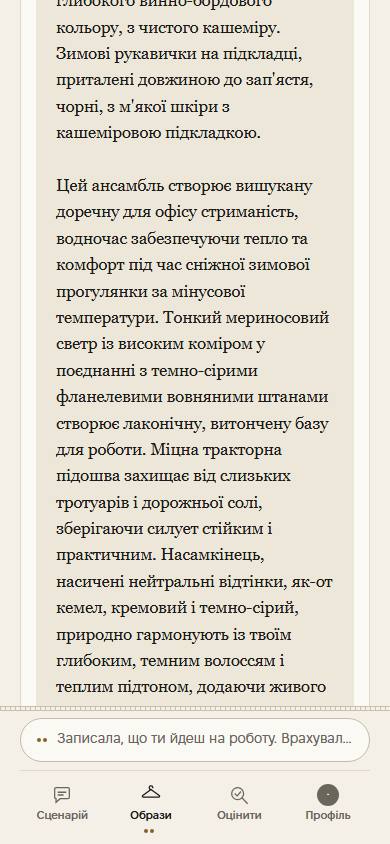 глибокого винно-бордового
кольору, з чистого кашеміру.
Зимові рукавички на підкладці,
приталені довжиною до зап'ястя,
чорні, з м'якої шкіри з
кашеміровою підкладкою.
Цей ансамбль створює вишукану
доречну для офісу стриманість,
водночас забезпечуючи тепло та
комфорт під час сніжної зимової
прогулянки за мінусової
температури. Тонкий мериносовий
светр із високим коміром у
поєднанні з темно-сірими
фланелевими вовняними штанами
створює лаконічну, витончену базу
для роботи. Міцна тракторна
підошва захищає від слизьких
тротуарів і дорожньої солі,
зберігаючи силует стійким і
практичним. Насамкінець,
насичені нейтральні відтінки, як-от
кемел, кремовий і темно-сірий,
природно гармонують із твоїм
глибоким, темним волоссям і
теплим підтоном, додаючи живого
Записала, що ти йдеш на роботу. Врахувал...
Сценарій
Образи
Оцінити
Профіль